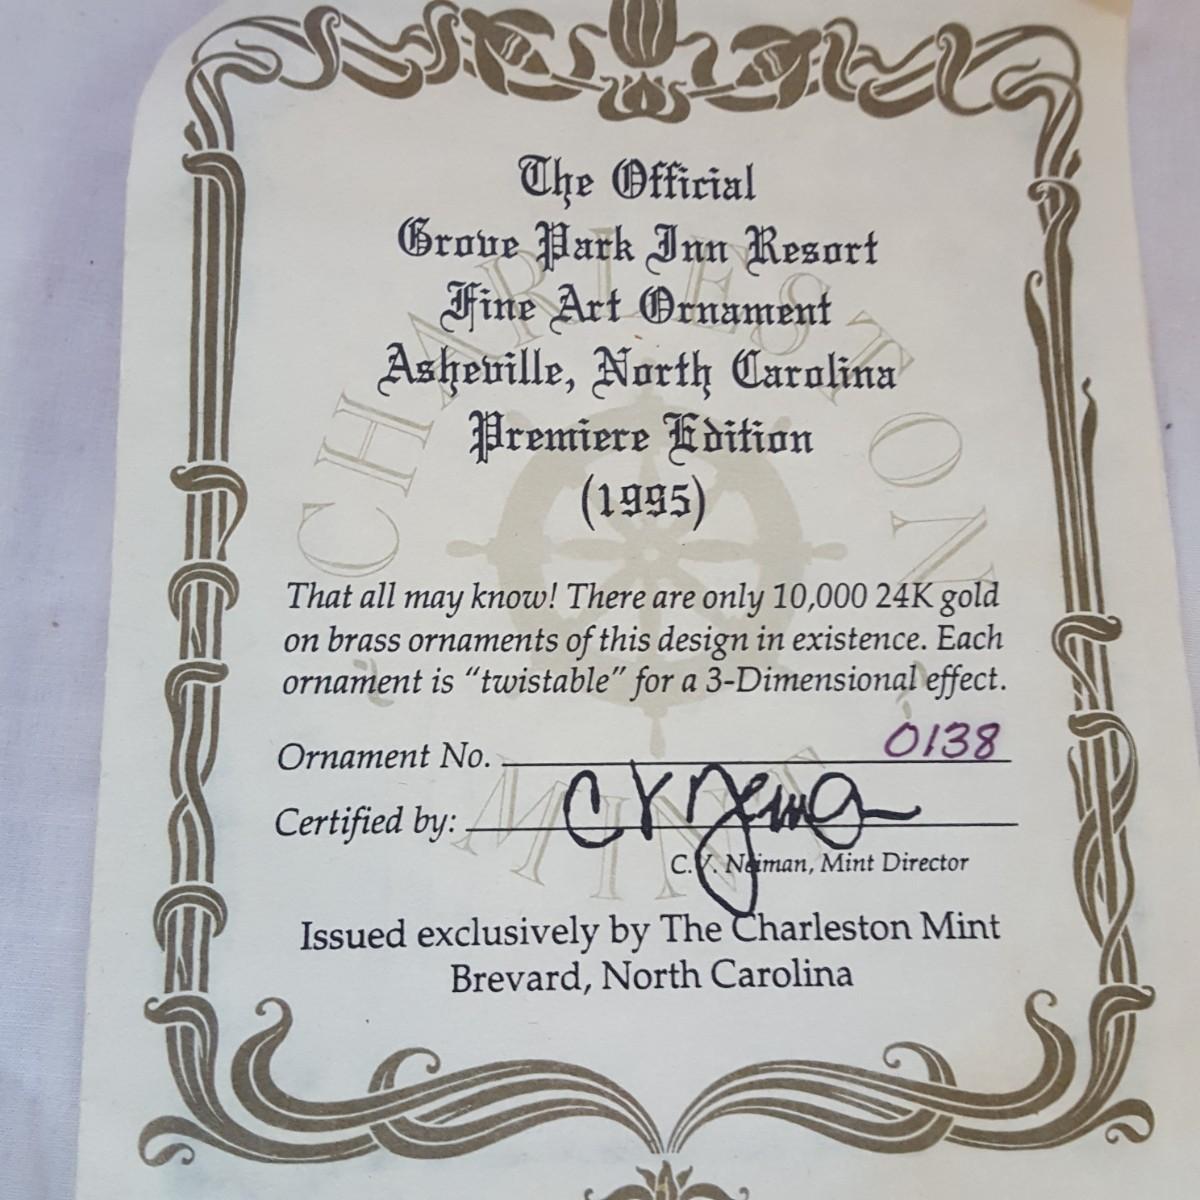 The Official
Grove Park Inn Resort
Fine Art Ornament
Asheville, North Carolina
Premiere Edition
(1995)
CHARLESTON
MINT
That all may know! There are only 10,000 24K gold
on brass ornaments of this design in existence. Each
ornament is "twistable" for a 3-Dimensional effect.
Ornament No. 0138
Certified by: C Y Neiman
C.Y. Neiman, Mint Director
Issued exclusively by The Charleston Mint
Brevard, North Carolina